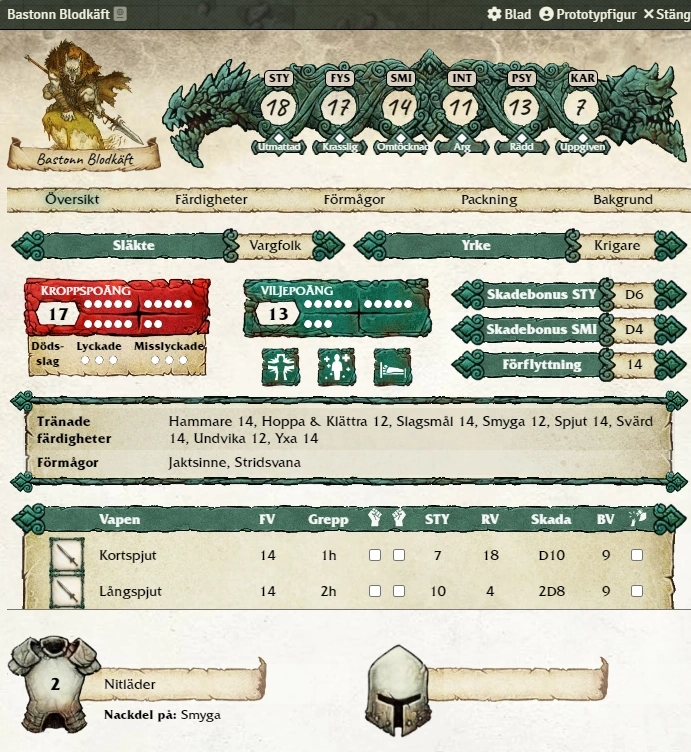 Bastonn Blodkäft Blad Prototypfigur Stäng
STY FYS SMI INT PSY KAR
18 17 14 11 13 7
Utmattad Krasslig Omtöcknad Arg Rädd Uppgiven
Bastonn Blodkäft
Översikt Färdigheter Förmågor Packning Bakgrund
Släkte Vargfolk Yrke Krigare
KROPPSPOÄNG
17
VILJEPOÄNG
13
Skadebonus STY D6
Skadebonus SMI D4
Förflyttning 14
Döds-
slag
Lyckade Misslyckade
Tränade
färdigheter
Hammare 14, Hoppa & Klättra 12, Slagsmål 14, Smyga 12, Spjut 14, Svärd
14, Undvika 12, Yxa 14
Förmågor Jaktsinne, Stridsvana
Vapen FV Grepp STY RV Skada BV
Kortspjut 14 1h 7 18 D10 9
Långspjut 14 2h 10 4 2D8 9
2 Nitläder
Nackdel på: Smyga